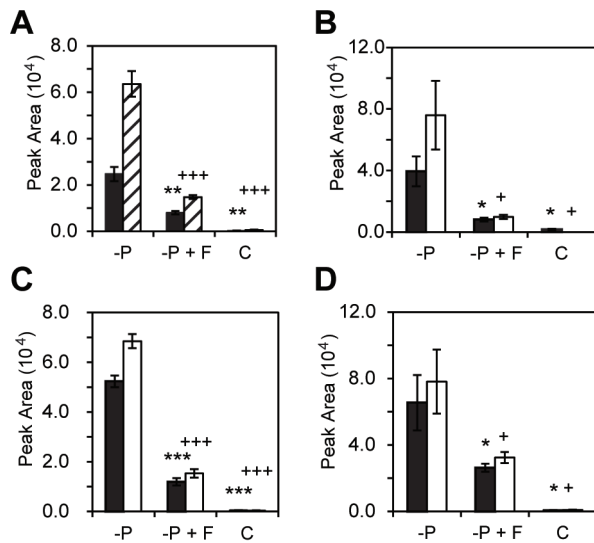 A
Peak Area (10⁴)
8.0
6.0
4.0
2.0
0.0
**
+++
**
+++
-P
-P + F
C
B
Peak Area (10⁴)
12.0
8.0
4.0
0.0
*
+
*
+
-P
-P + F
C
C
Peak Area (10⁴)
8.0
6.0
4.0
2.0
0.0
***
+++
***
+++
-P
-P + F
C
D
Peak Area (10⁴)
12.0
8.0
4.0
0.0
*
+
* +
-P
-P + F
C